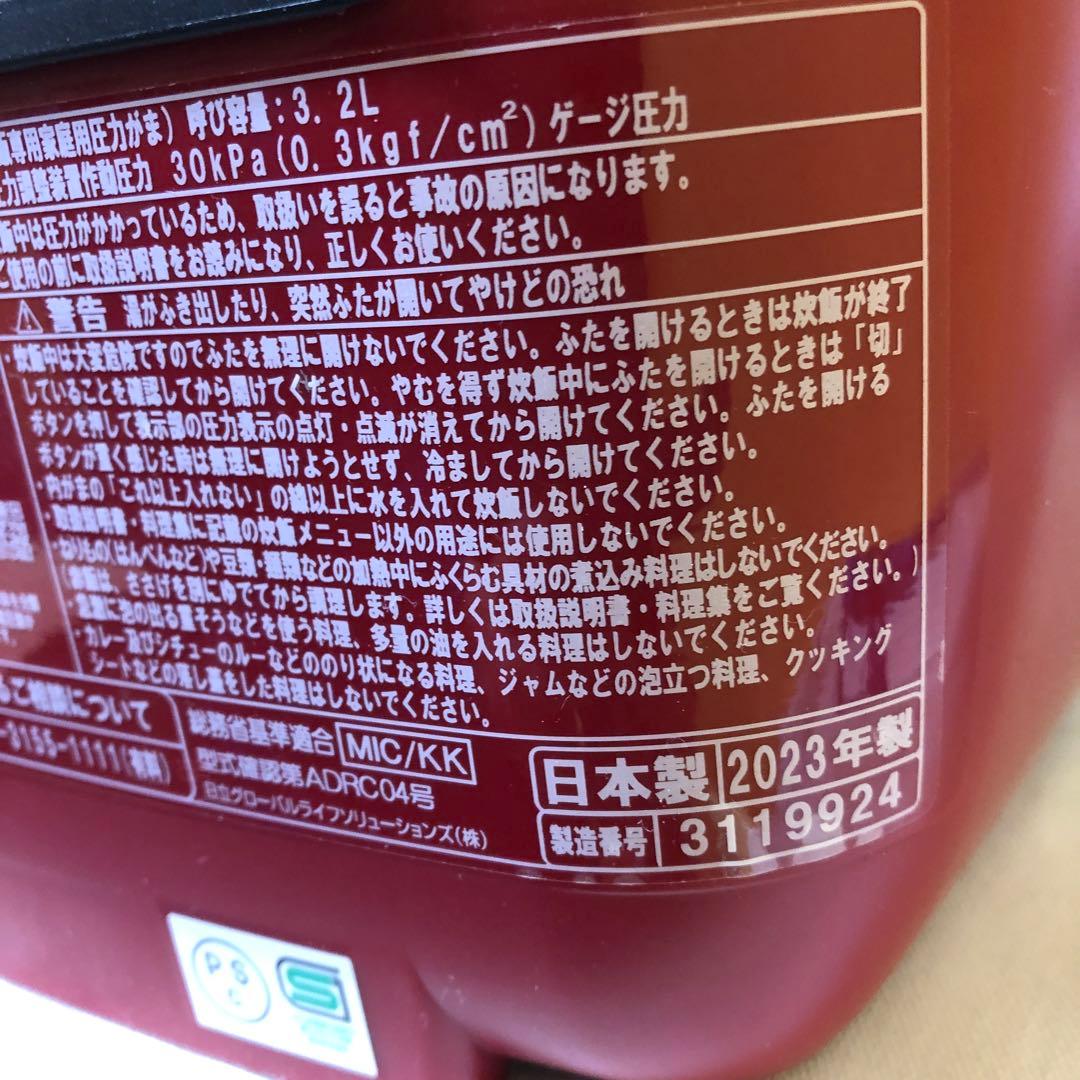 専用家庭用圧力がま) 呼び容量:3.2L
力調整装置作動圧力 30kPa(0.3kgf/cm²)ゲージ圧力
飯中は圧力がかかっているため、取扱いを誤ると事故の原因になります。
ご使用の前に取扱説明書をお読みになり、正しくお使いください。
警告 湯がふき出したり、突然ふたが開いてやけどの恐れ
・炊飯中は大変危険ですのでふたを無理に開けないでください。ふたを開けるときは炊飯が終了
していることを確認してから開けてください。やむを得ず炊飯中にふたを開けるときは「切」
ボタンを押して表示部の圧力表示の点灯・点滅が消えてから開けてください。ふたを開ける
ボタンが重く感じた時は無理に開けようとせず、冷ましてから開けてください。
・内がまの「これ以上入れない」の線以上に水を入れて炊飯しないでください。
・取扱説明書・料理集に記載の炊飯メニュー以外の用途には使用しないでください。
・ねりもの(はんぺんなど)や豆類・麺類などの加熱中にふくらむ具材の煮込み料理はしないでください。
は、ささげを別にゆでてから調理します。詳しくは取扱説明書・料理集をご覧ください。)
・急激に泡の出る重そうなどを使う料理、多量の油を入れる料理はしないでください。
・カレー及びシチューのルーなどののり状になる料理、ジャムなどの泡立つ料理、クッキング
シートなどの落し蓋をした料理はしないでください。
ご相談について
-3155-1111(有料)
総務省基準適合 MIC/KK
型式確認第ADRC04号
日立グローバルライフソリューションズ(株)
日本製 2023年製
製造番号 3119924
PS
C
S